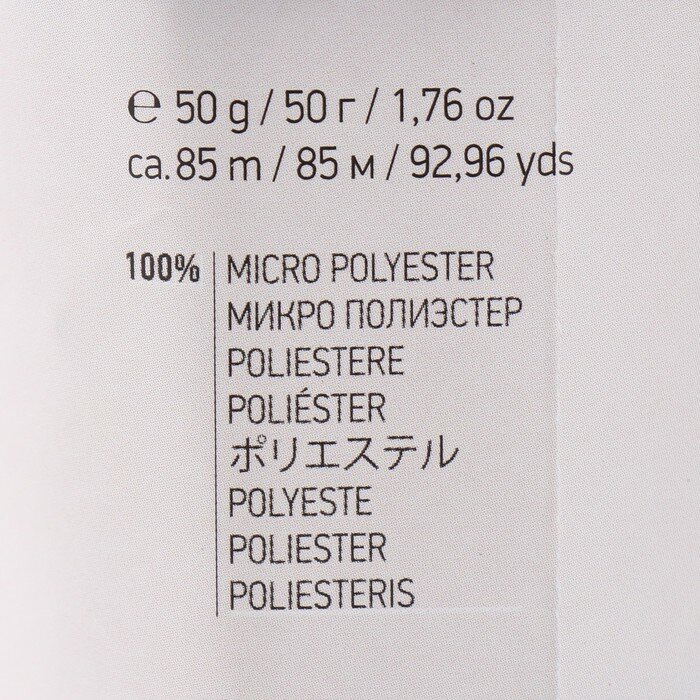 ℮ 50 g / 50 г / 1,76 oz
ca. 85 m / 85 м / 92,96 yds
100% MICRO POLYESTER
МИКРО ПОЛИЭСТЕР
POLIESTERE
POLIÉSTER
ポリエステル
POLYESTE
POLIESTER
POLIESTERIS